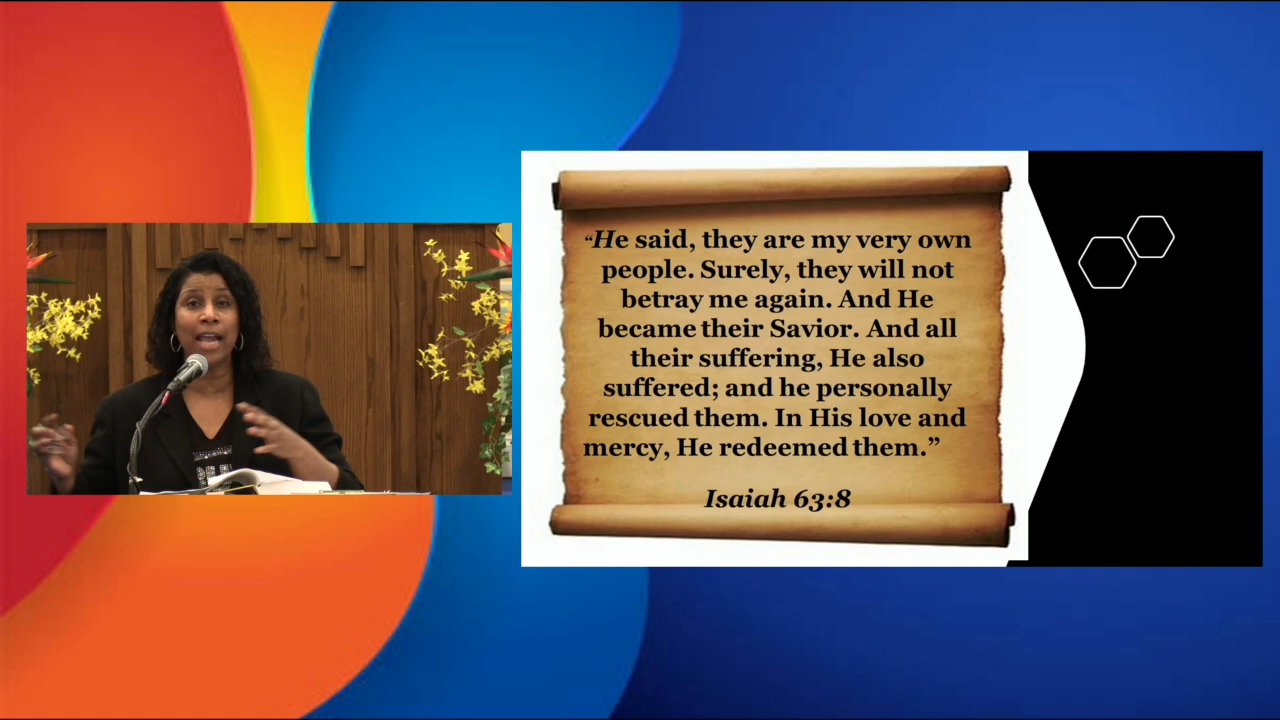 “He said, they are my very own
people. Surely, they will not
betray me again. And He
became their Savior. And all
their suffering, He also
suffered; and he personally
rescued them. In His love and
mercy, He redeemed them.”
Isaiah 63:8